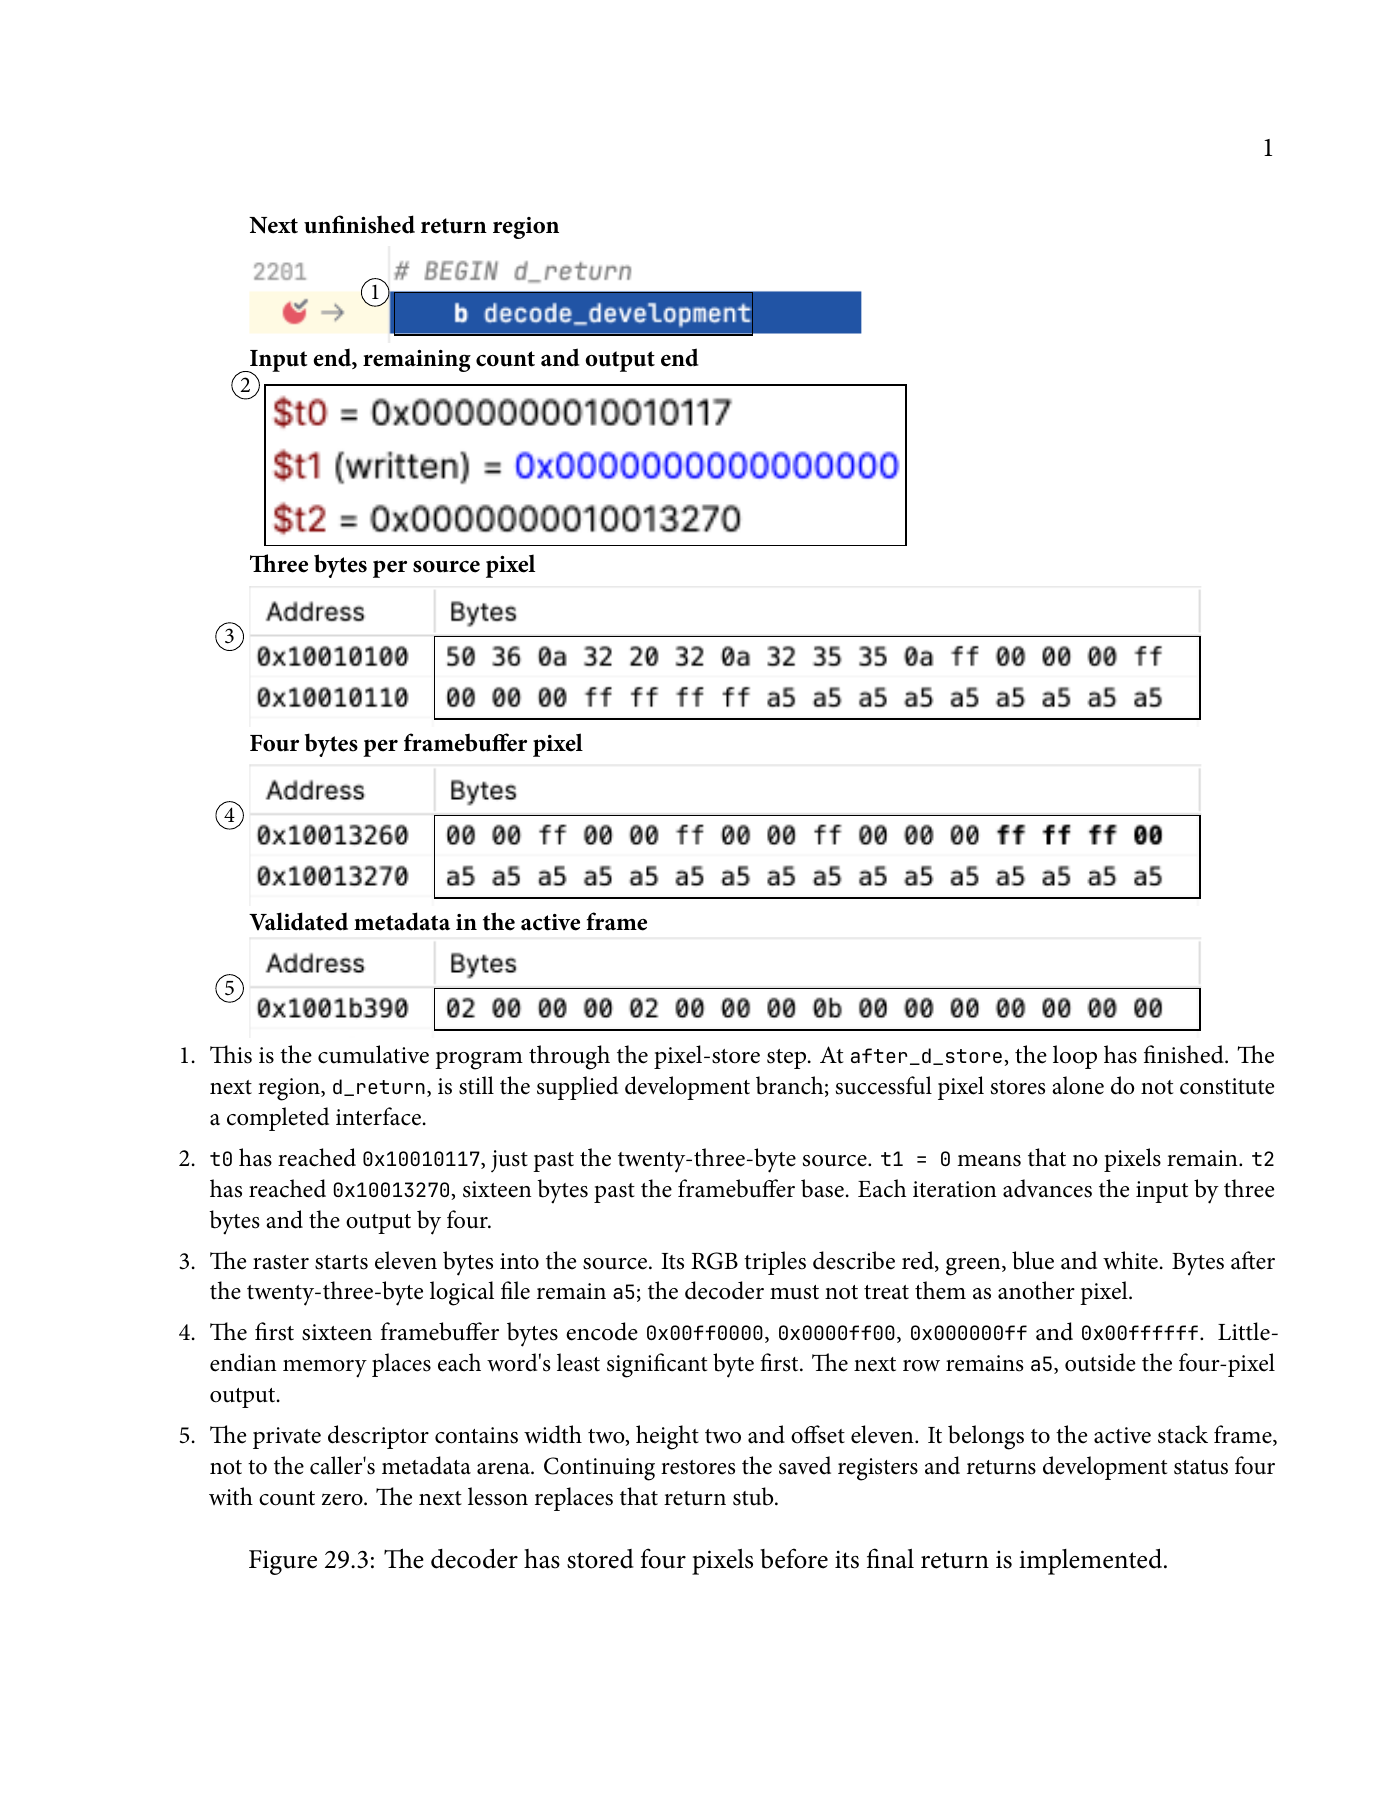 1
Next unfinished return region
2201 # BEGIN d_return
1 → b decode_development
Input end, remaining count and output end
2
$t0 = 0x0000000010010117
$t1 (written) = 0x0000000000000000
$t2 = 0x0000000010013270
Three bytes per source pixel
Address Bytes
3
0x10010100 50 36 0a 32 20 32 0a 32 35 35 0a ff 00 00 00 ff
0x10010110 00 00 00 ff ff ff ff a5 a5 a5 a5 a5 a5 a5 a5 a5
Four bytes per framebuffer pixel
Address Bytes
4
0x10013260 00 00 ff 00 00 ff 00 00 ff 00 00 00 ff ff ff 00
0x10013270 a5 a5 a5 a5 a5 a5 a5 a5 a5 a5 a5 a5 a5 a5 a5 a5
Validated metadata in the active frame
Address Bytes
5
0x1001b390 02 00 00 00 02 00 00 00 0b 00 00 00 00 00 00 00
1. This is the cumulative program through the pixel-store step. At after_d_store, the loop has finished. The
next region, d_return, is still the supplied development branch; successful pixel stores alone do not constitute
a completed interface.
2. t0 has reached 0x10010117, just past the twenty-three-byte source. t1 = 0 means that no pixels remain. t2
has reached 0x10013270, sixteen bytes past the framebuffer base. Each iteration advances the input by three
bytes and the output by four.
3. The raster starts eleven bytes into the source. Its RGB triples describe red, green, blue and white. Bytes after
the twenty-three-byte logical file remain a5; the decoder must not treat them as another pixel.
4. The first sixteen framebuffer bytes encode 0x00ff0000, 0x0000ff00, 0x000000ff and 0x00ffffff. Little-
endian memory places each word's least significant byte first. The next row remains a5, outside the four-pixel
output.
5. The private descriptor contains width two, height two and offset eleven. It belongs to the active stack frame,
not to the caller's metadata arena. Continuing restores the saved registers and returns development status four
with count zero. The next lesson replaces that return stub.
Figure 29.3: The decoder has stored four pixels before its final return is implemented.